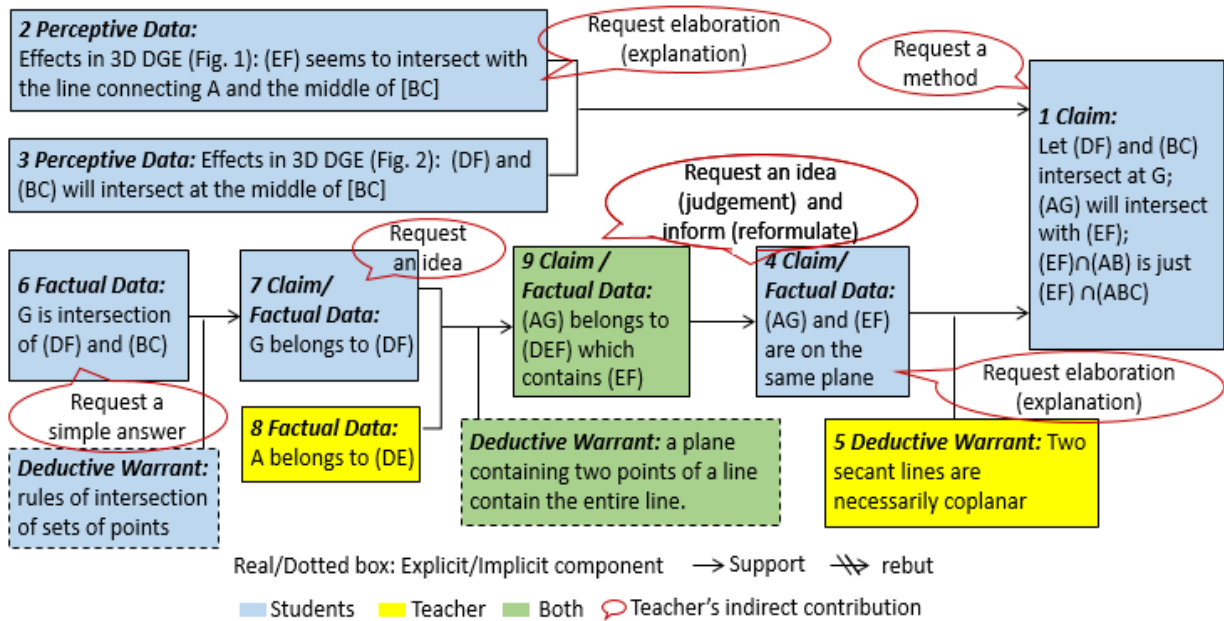 2 Perceptive Data:
Effects in 3D DGE (Fig. 1): (EF) seems to intersect with
the line connecting A and the middle of [BC]
Request elaboration
(explanation)
Request a
method
3 Perceptive Data: Effects in 3D DGE (Fig. 2): (DF) and
(BC) will intersect at the middle of [BC]
1 Claim:
Let (DF) and (BC)
intersect at G;
(AG) will intersect
with (EF);
(EF)∩(AB) is just
(EF) ∩(ABC)
Request an idea
(judgement) and
inform (reformulate)
Request
an idea
6 Factual Data:
G is intersection
of (DF) and (BC)
7 Claim/
Factual Data:
G belongs to (DF)
9 Claim /
Factual Data:
(AG) belongs to
(DEF) which
contains (EF)
4 Claim/
Factual Data:
(AG) and (EF)
are on the
same plane
Request a
simple answer
8 Factual Data:
A belongs to (DE)
Request elaboration
(explanation)
Deductive Warrant:
rules of intersection
of sets of points
Deductive Warrant: a plane
containing two points of a line
contain the entire line.
5 Deductive Warrant: Two
secant lines are
necessarily coplanar
Real/Dotted box: Explicit/Implicit component Support rebut
Students Teacher Both Teacher's indirect contribution